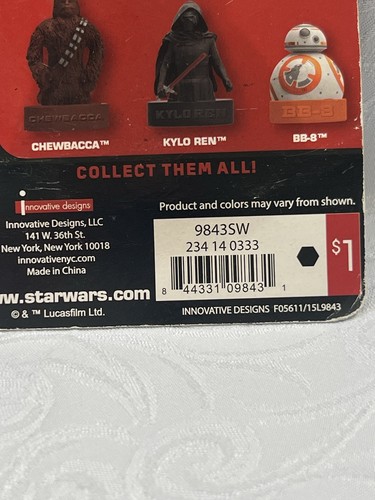 CHEWBACCA
KYLO REN
BB-8
CHEWBACCA™
KYLO REN™
BB-8™
COLLECT THEM ALL!
innovative designs
Product and colors may vary from shown.
Innovative Designs, LLC
141 W. 36th St.
New York, New York 10018
innovativenyc.com
Made in China
9843SW
234 14 0333
$1
8 44331 09843 1
ww.starwars.com
© & ™ Lucasfilm Ltd.
INNOVATIVE DESIGNS F05611/15L9843